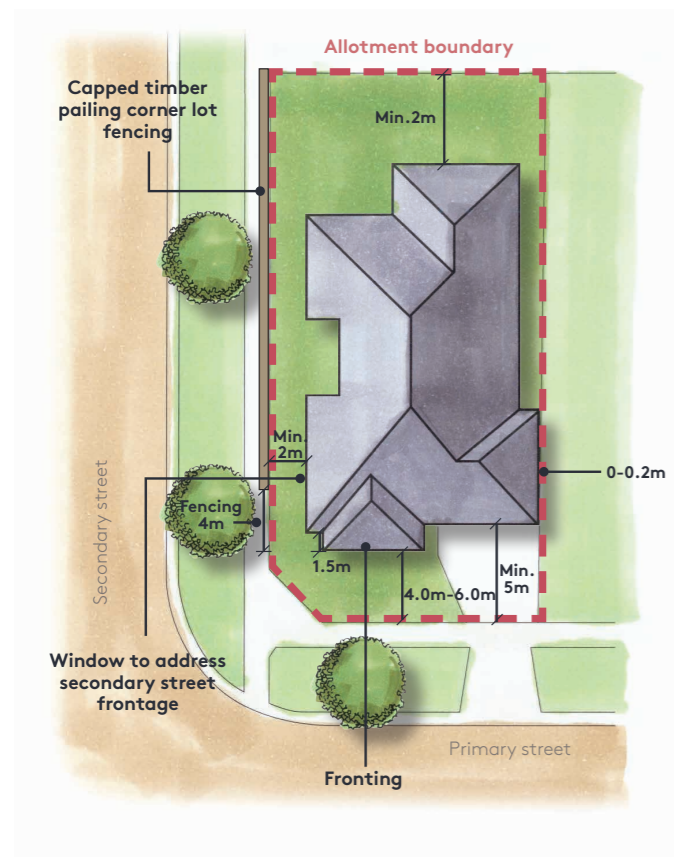 Allotment boundary
Capped timber
pailing corner lot
fencing
Min.2m
Min.
2m
0-0.2m
Secondary street
Fencing
4m
1.5m
4.0m-6.0m
Min.
5m
Window to address
secondary street
frontage
Primary street
Fronting